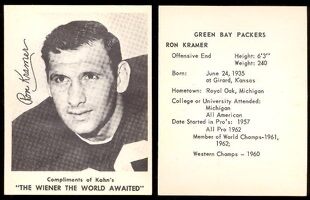 Ron Kramer
Compliments of Kahn's
"THE WIENER THE WORLD AWAITED"
GREEN BAY PACKERS
RON KRAMER
Offensive End Height: 6'3"
Weight: 240
Born: June 24, 1935
at Girard, Kansas
Hometown: Royal Oak, Michigan
College or University Attended:
Michigan
All American
Date Started in Pro's: 1957
All Pro 1962
Member of World Champs-1961,
1962;
Western Champs - 1960